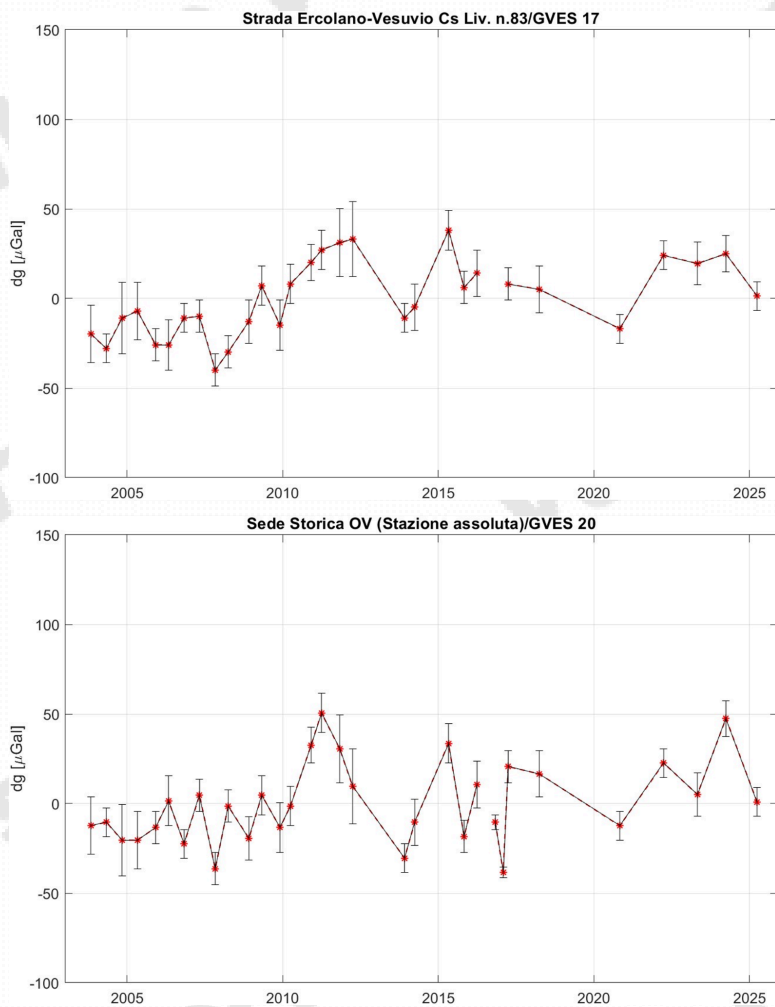 Strada Ercolano-Vesuvio Cs Liv. n.83/GVES 17
150
100
50
0
-50
-100
dg [μGal]
2005 2010 2015 2020 2025
Sede Storica OV (Stazione assoluta)/GVES 20
150
100
50
0
-50
-100
dg [μGal]
2005 2010 2015 2020 2025